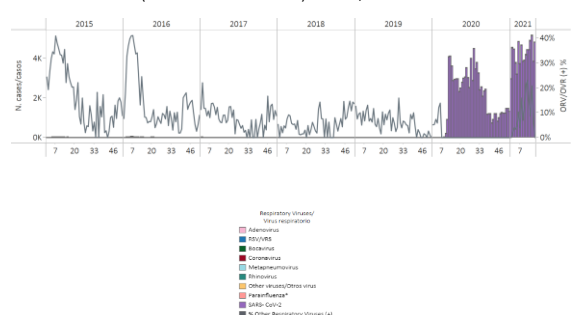 2015 2016 2017 2018 2019 2020 2021
N. cases/casos
4K
2K
0K
40%
30%
20%
10%
0%
ORV/OVR (+) %
7 20 33 46 7 20 33 46 7 20 33 46 7 20 33 46 7 20 33 46 7 20 33 46 7
Respiratory Viruses/
Virus respiratorio
Adenovirus
RSV/VRS
Bocavirus
Coronavirus
Metapneumovirus
Rhinovirus
Other viruses/Otros virus
Parainfluenza*
SARS- CoV-2
% Other Respiratory Viruses (+)